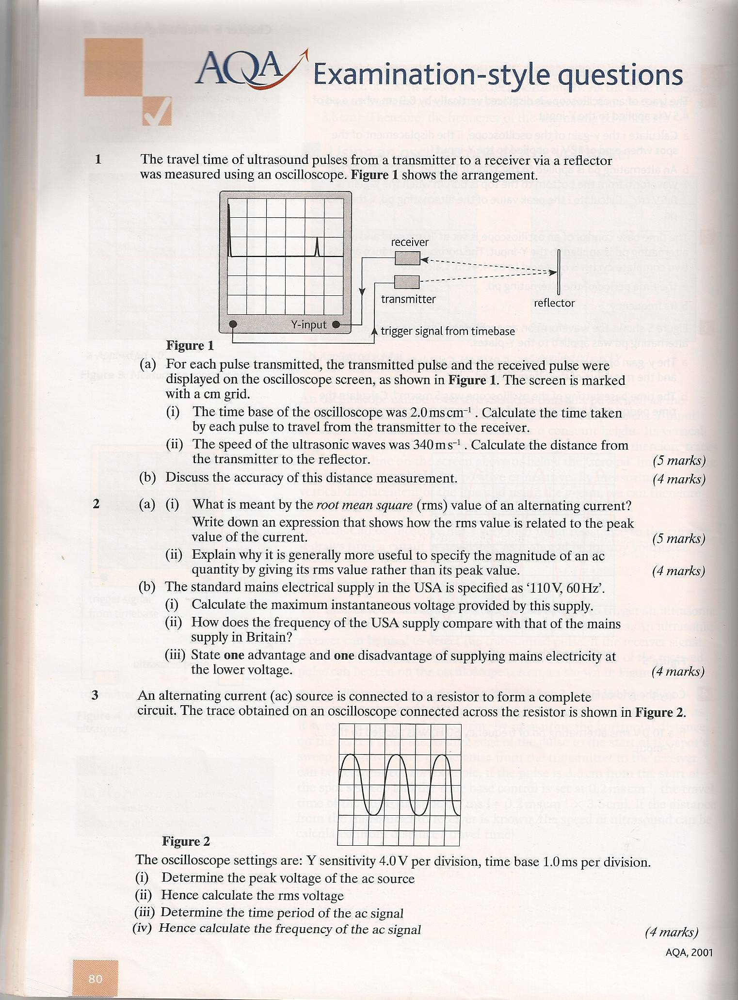 AQA Examination-style questions
1 The travel time of ultrasound pulses from a transmitter to a receiver via a reflector
was measured using an oscilloscope. Figure 1 shows the arrangement.
receiver
transmitter
reflector
Y-input
trigger signal from timebase
Figure 1
(a) For each pulse transmitted, the transmitted pulse and the received pulse were
displayed on the oscilloscope screen, as shown in Figure 1. The screen is marked
with a cm grid.
(i) The time base of the oscilloscope was 2.0 ms cm⁻¹ . Calculate the time taken
by each pulse to travel from the transmitter to the receiver.
(ii) The speed of the ultrasonic waves was 340 m s⁻¹ . Calculate the distance from
the transmitter to the reflector. (5 marks)
(b) Discuss the accuracy of this distance measurement. (4 marks)
2 (a) (i) What is meant by the root mean square (rms) value of an alternating current?
Write down an expression that shows how the rms value is related to the peak
value of the current. (5 marks)
(ii) Explain why it is generally more useful to specify the magnitude of an ac
quantity by giving its rms value rather than its peak value. (4 marks)
(b) The standard mains electrical supply in the USA is specified as ‘110 V, 60 Hz’.
(i) Calculate the maximum instantaneous voltage provided by this supply.
(ii) How does the frequency of the USA supply compare with that of the mains
supply in Britain?
(iii) State one advantage and one disadvantage of supplying mains electricity at
the lower voltage. (4 marks)
3 An alternating current (ac) source is connected to a resistor to form a complete
circuit. The trace obtained on an oscilloscope connected across the resistor is shown in Figure 2.
Figure 2
The oscilloscope settings are: Y sensitivity 4.0 V per division, time base 1.0 ms per division.
(i) Determine the peak voltage of the ac source
(ii) Hence calculate the rms voltage
(iii) Determine the time period of the ac signal
(iv) Hence calculate the frequency of the ac signal (4 marks)
AQA, 2001
80